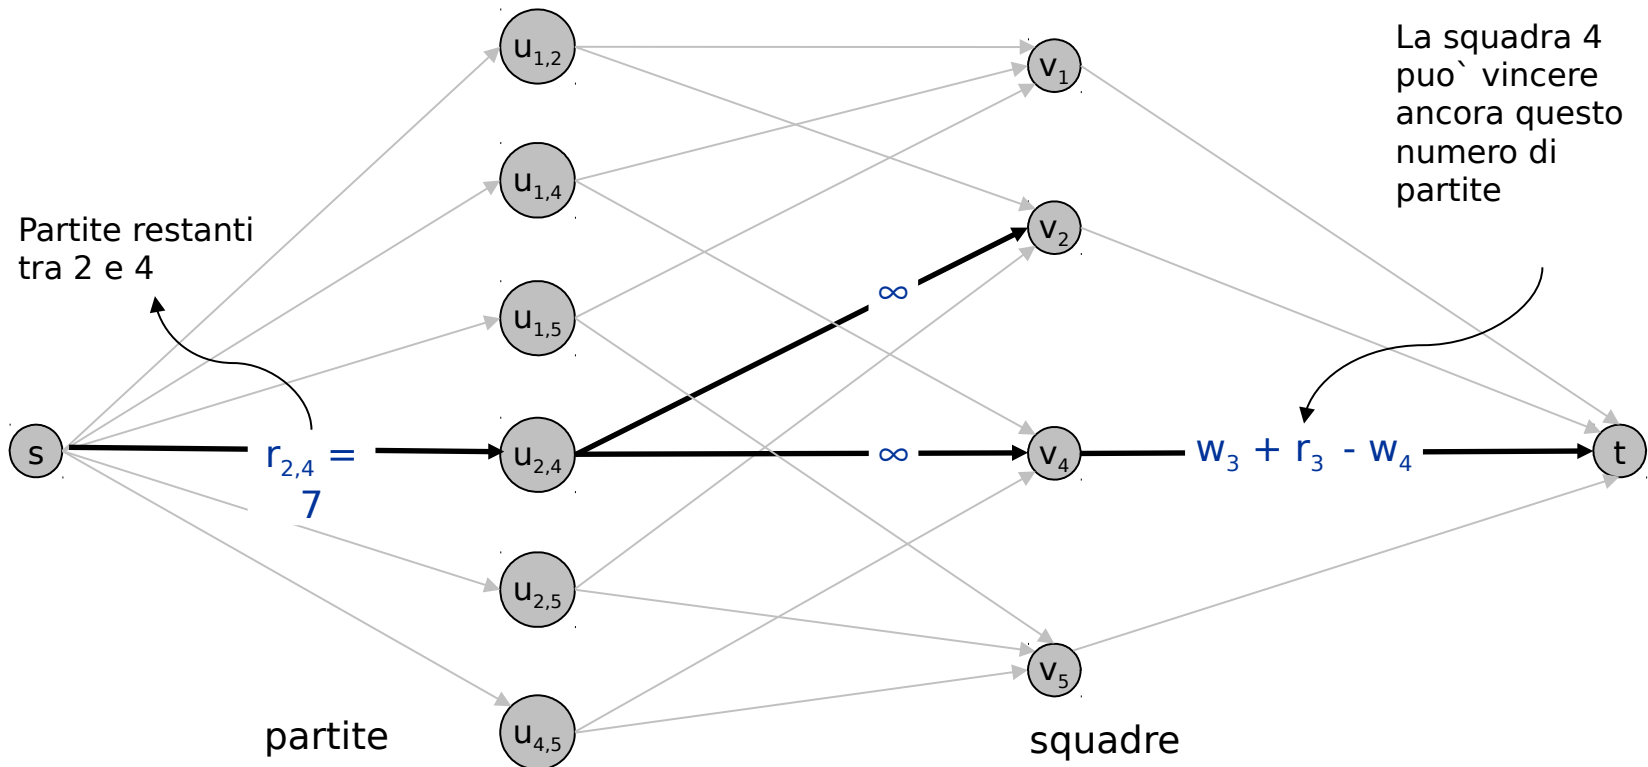 La squadra 4
puo` vincere
ancora questo
numero di
partite
Partite restanti
tra 2 e 4
s
u1,2
u1,4
u1,5
u2,4
u2,5
u4,5
r2,4 =
7
∞
∞
v1
v2
v4
v5
w3 + r3 - w4
t
partite
squadre